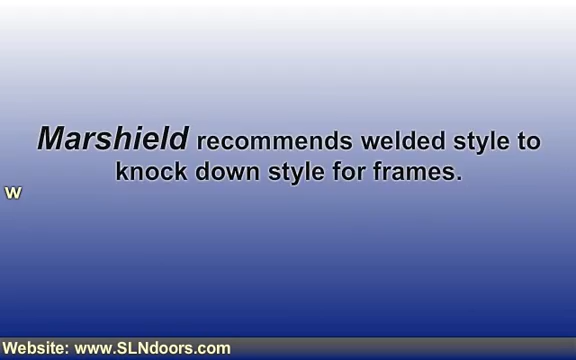 Marshield recommends welded style to
knock down style for frames.
w
Website: www.SLNdoors.com